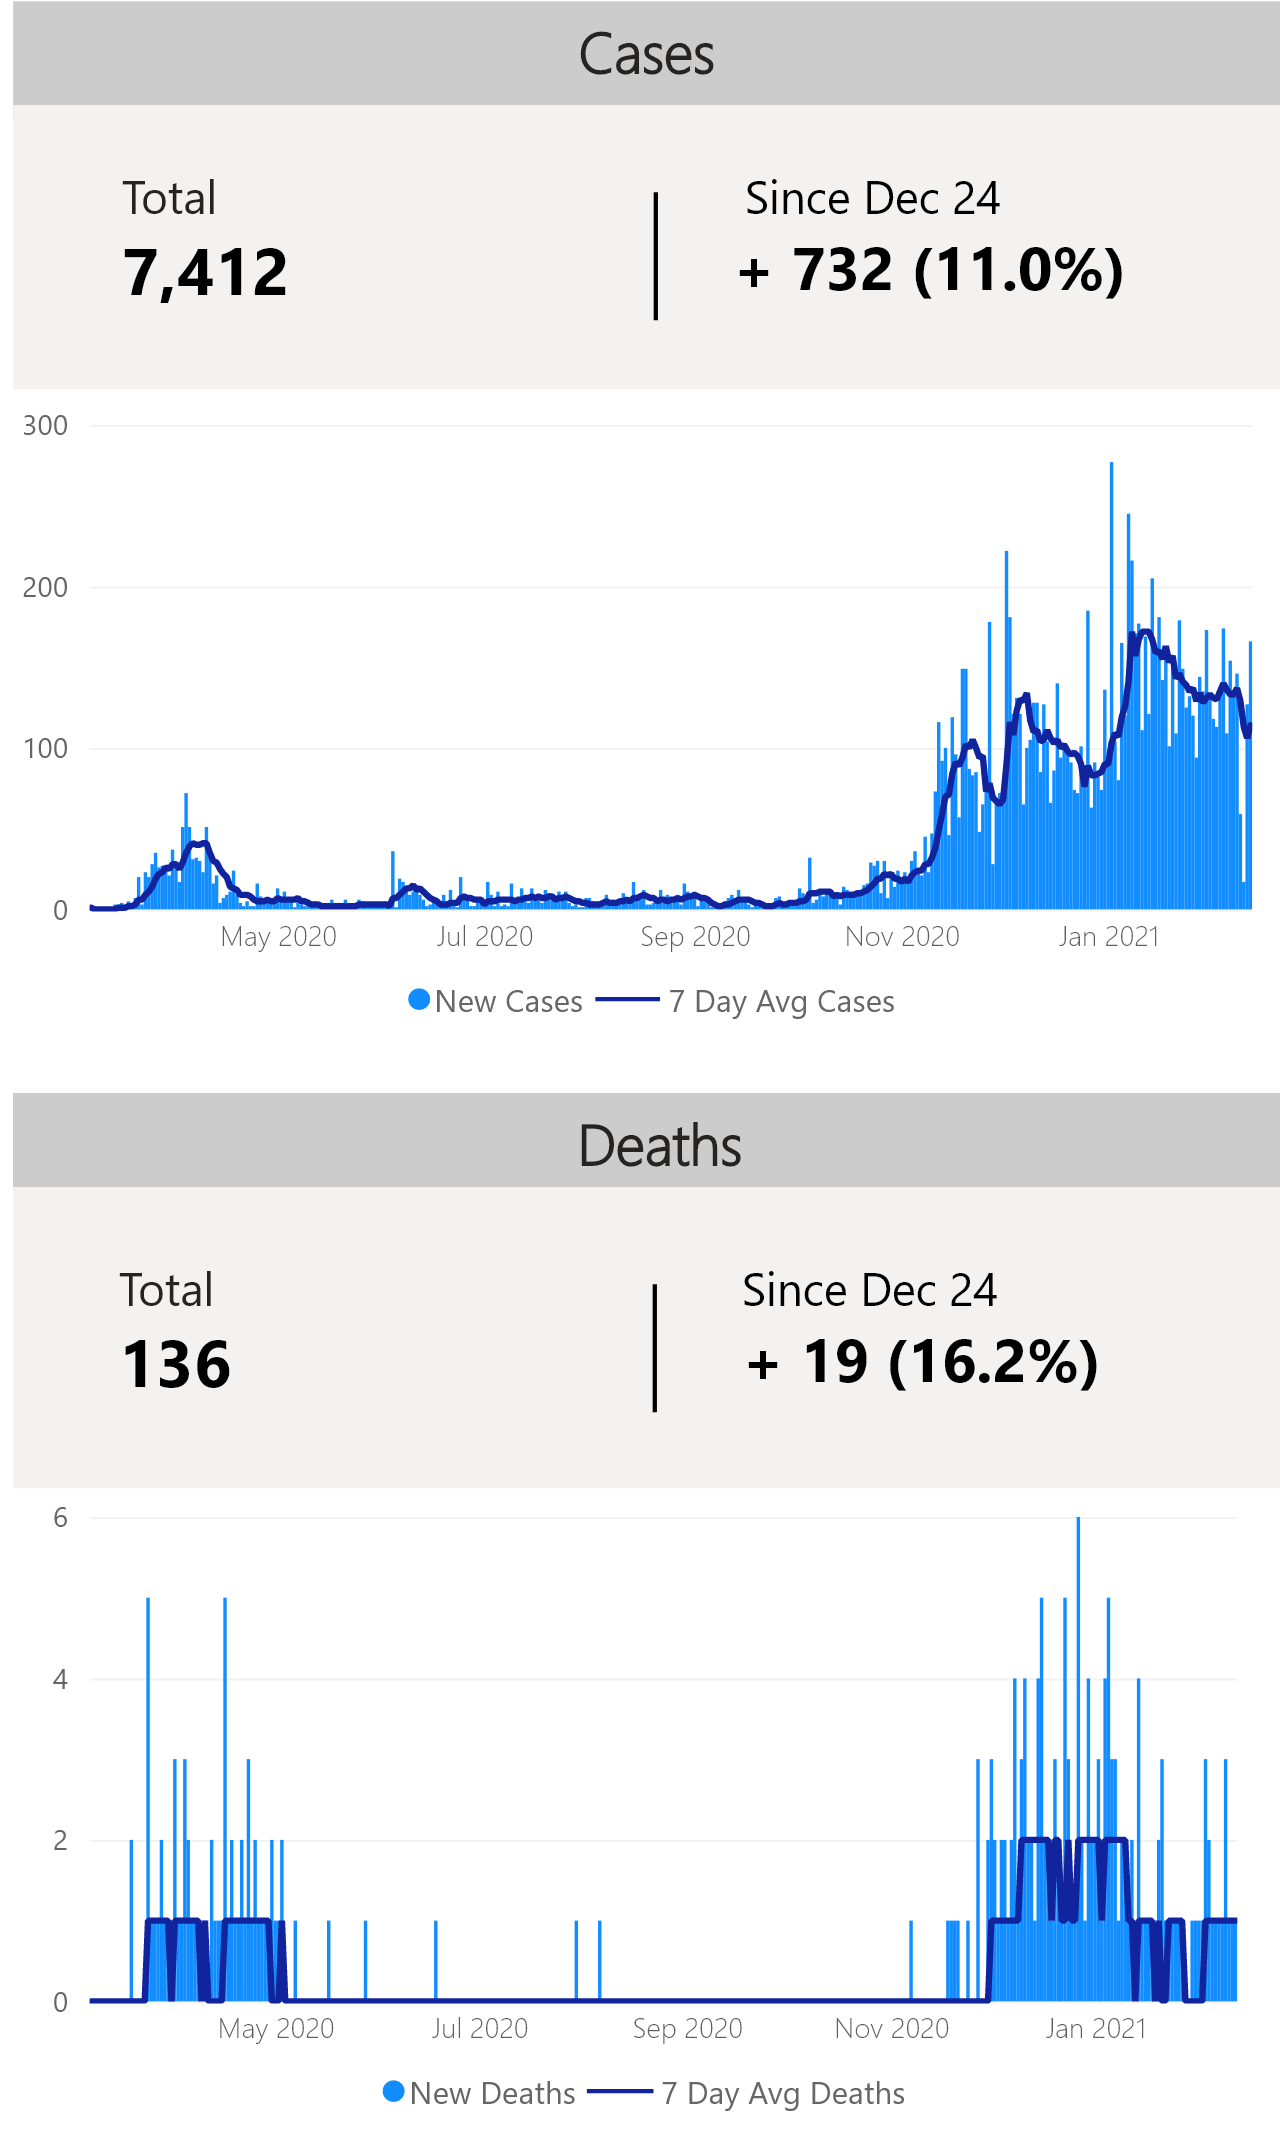 Cases
Total
Since Dec 24
7,412
+ 732 (11.0%)
300
200
100
0
May 2020
Jul 2020
Sep 2020
Nov 2020
Jan 2021
New Cases
7 Day Avg Cases
Deaths
Total
Since Dec 24
136
+ 19 (16.2%)
6
4
2
0
May 2020
Jul 2020
Sep 2020
Nov 2020
Jan 2021
New Deaths
7 Day Avg Deaths